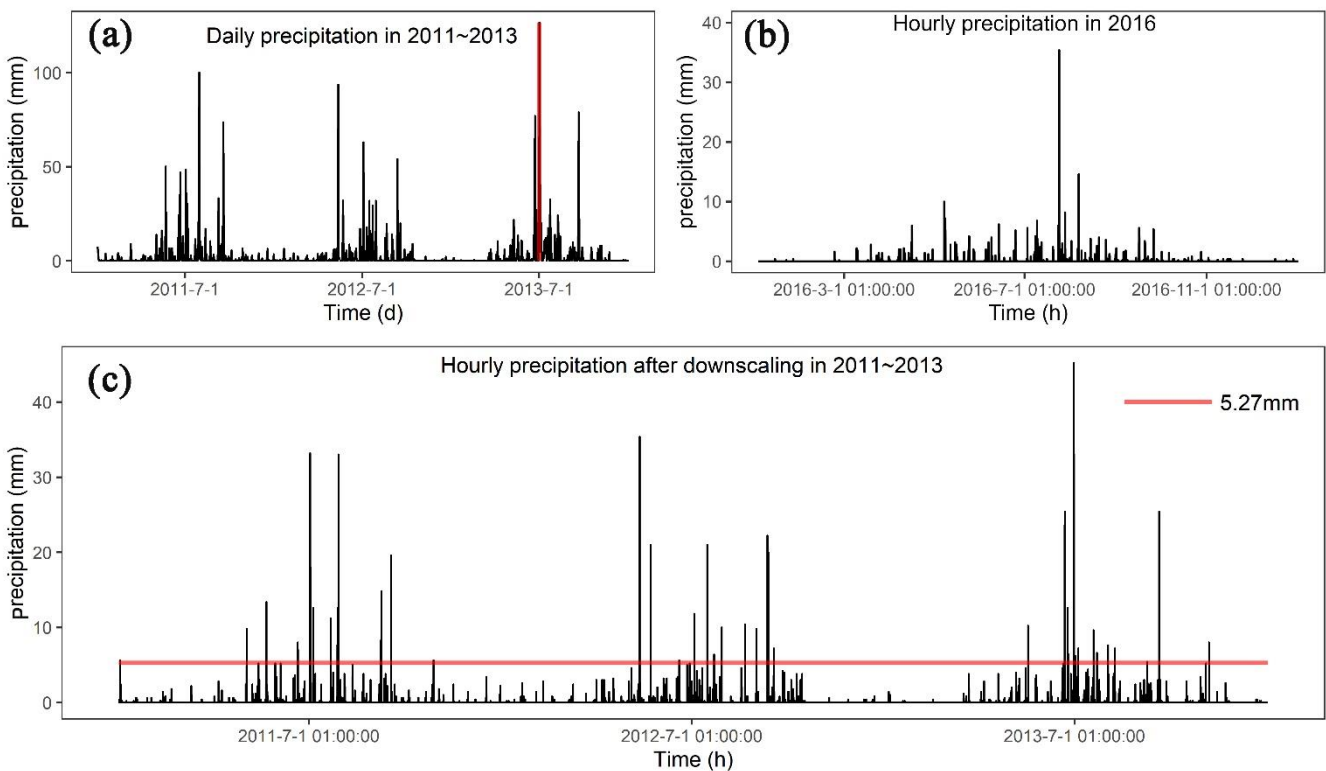 (a)
Daily precipitation in 2011~2013
precipitation (mm)
100
50
0
2011-7-1 2012-7-1 2013-7-1
Time (d)
(b)
Hourly precipitation in 2016
precipitation (mm)
40
30
20
10
0
2016-3-1 01:00:00 2016-7-1 01:00:00 2016-11-1 01:00:00
Time (h)
(c)
Hourly precipitation after downscaling in 2011~2013
5.27mm
precipitation (mm)
40
30
20
10
0
2011-7-1 01:00:00 2012-7-1 01:00:00 2013-7-1 01:00:00
Time (h)